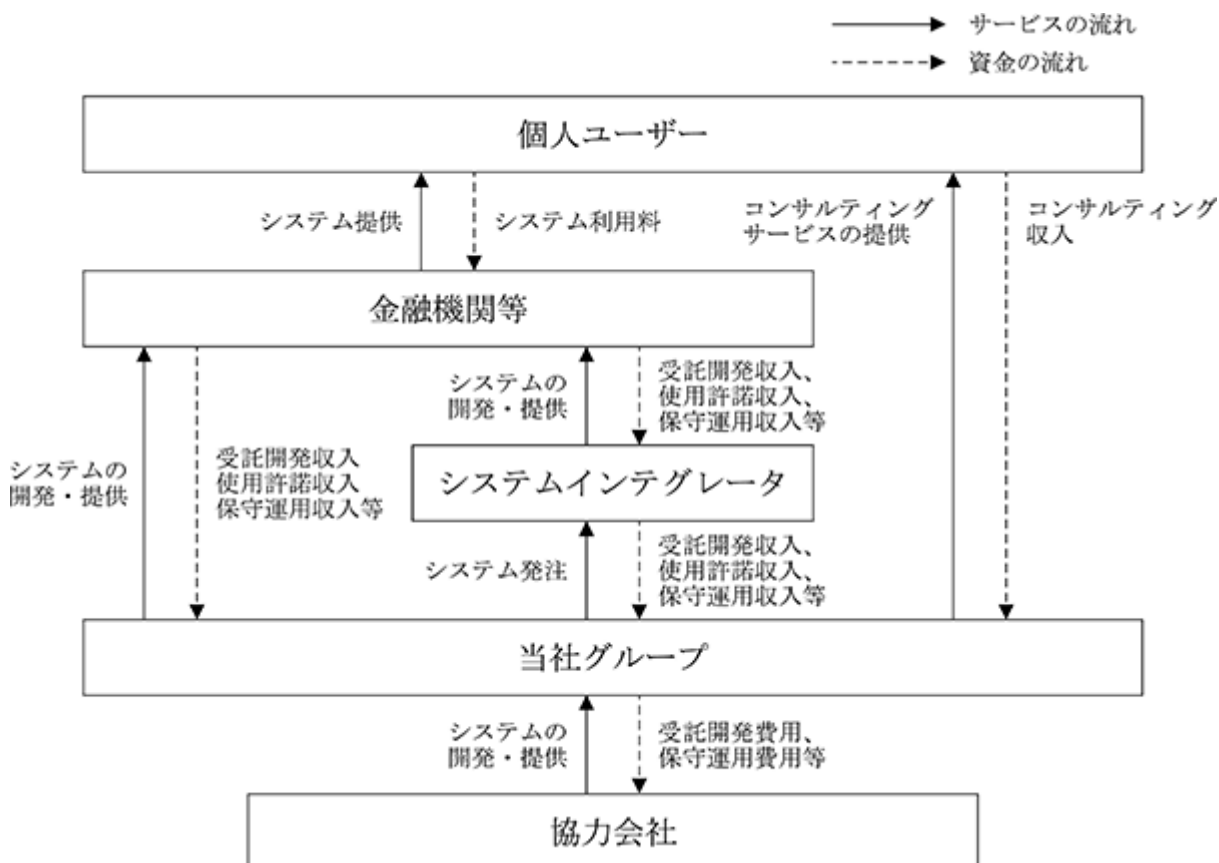 サービスの流れ
資金の流れ
個人ユーザー
システム提供
システム利用料
コンサルティング
サービスの提供
コンサルティング
収入
金融機関等
システムの
開発・提供
受託開発収入、
使用許諾収入、
保守運用収入等
システムの
開発・提供
受託開発収入
使用許諾収入
保守運用収入等
システムインテグレータ
システム発注
受託開発収入、
使用許諾収入、
保守運用収入等
当社グループ
システムの
開発・提供
受託開発費用、
保守運用費用等
協力会社